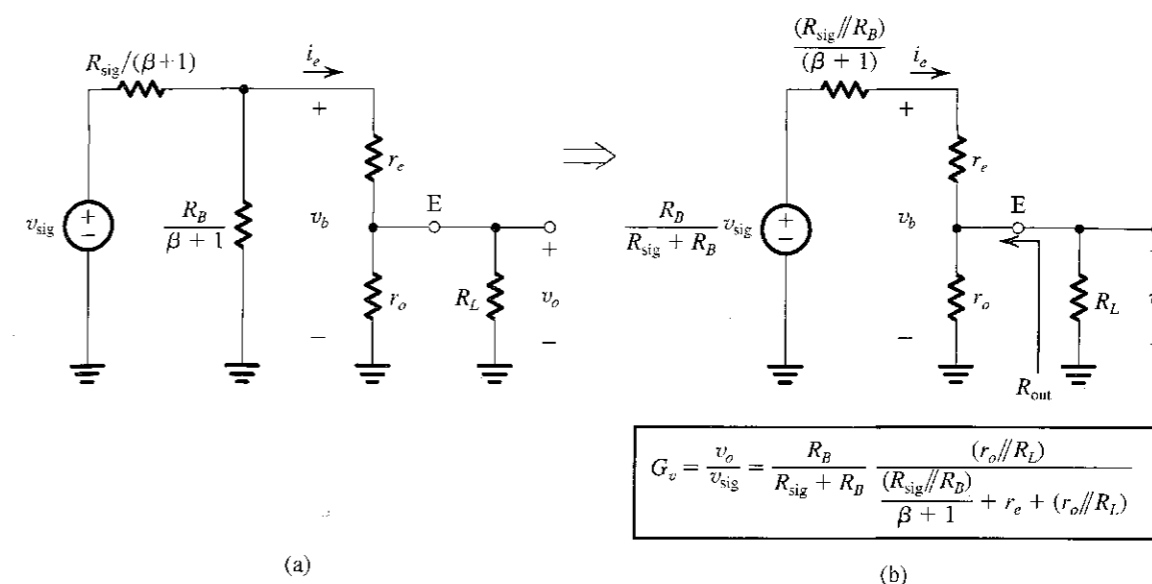 R_sig/(β+1)
i_e
+
r_e
v_sig
+
−
R_B
β + 1
v_b
E
+
r_o
R_L
v_o
−
−
(a)
⇒
(R_sig//R_B)
(β + 1)
i_e
+
r_e
R_B
R_sig + R_B
v_sig
+
−
v_b
E
+
r_o
R_L
−
−
R_out
G_v = v_o/v_sig = R_B/(R_sig + R_B) (r_o//R_L)/((R_sig//R_B)/(β + 1) + r_e + (r_o//R_L))
(b)